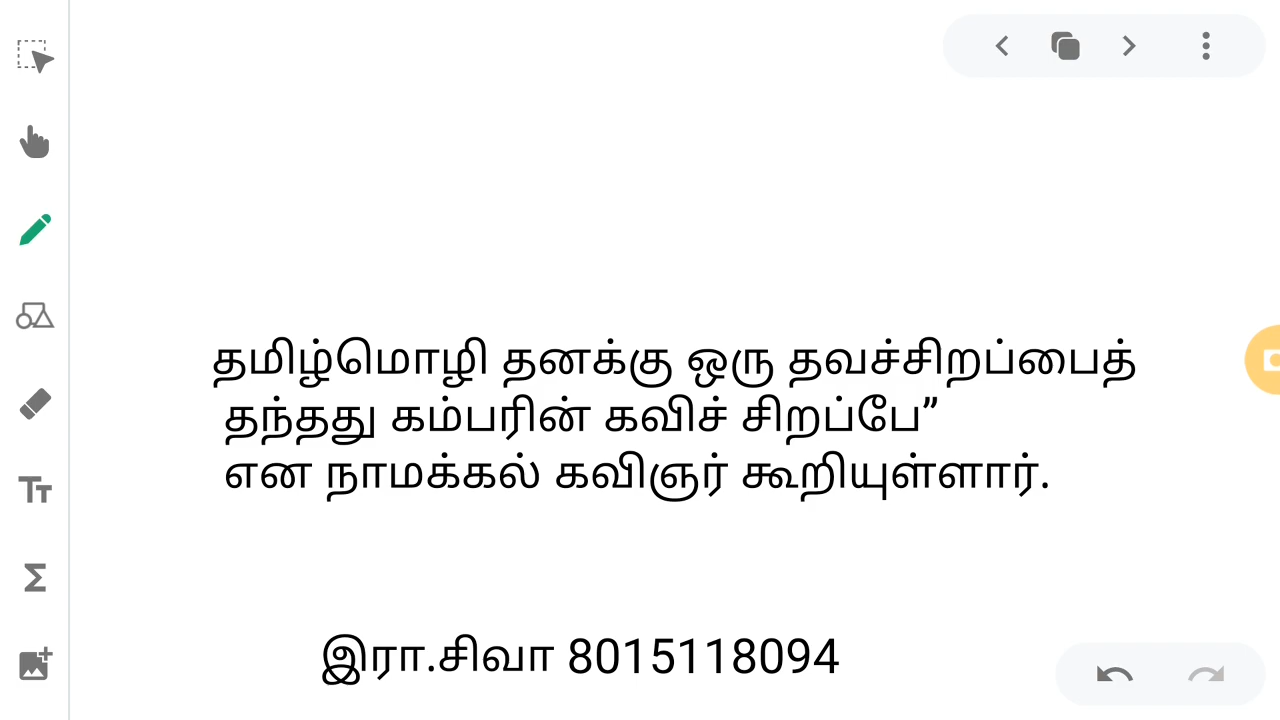 தமிழ்மொழி தனக்கு ஒரு தவச்சிறப்பைத்
தந்தது கம்பரின் கவிச் சிறப்பே”
என நாமக்கல் கவிஞர் கூறியுள்ளார்.
இரா.சிவா 8015118094